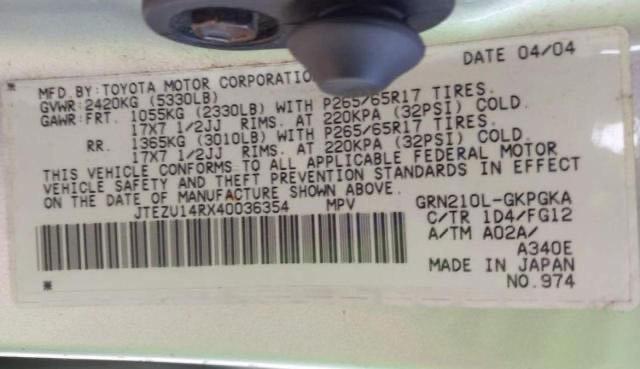 DATE 04/04
MFD. BY: TOYOTA MOTOR CORPORATIO
GVWR: 2420KG (5330LB)
GAWR: FRT. 1055KG (2330LB) WITH P265/65R17 TIRES.
17X7 1/2JJ RIMS. AT 220KPA (32PSI) COLD.
RR. 1365KG (3010LB) WITH P265/65R17 TIRES.
17X7 1/2JJ RIMS. AT 220KPA (32PSI) COLD.
THIS VEHICLE CONFORMS TO ALL APPLICABLE FEDERAL MOTOR
VEHICLE SAFETY AND THEFT PREVENTION STANDARDS IN EFFECT
ON THE DATE OF MANUFACTURE SHOWN ABOVE.
JTEZU14RX40036354 MPV GRN210L-GKPGKA
C/TR 1D4/FG12
A/TM A02A/
A340E
MADE IN JAPAN
NO.974